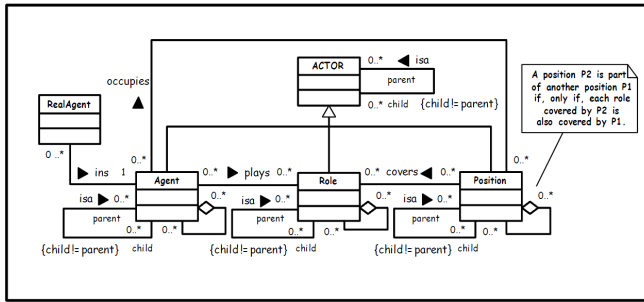 ACTOR
0..*
isa
parent
0..* child
{child != parent}
occupies
A position P2 is part
of another position P1
if, only if, each role
covered by P2 is
also covered by P1.
RealAgent
0..*
0..*
0..*
ins 1
Agent
0..*
plays 0..*
Role
0..*
covers
0..*
Position
isa 0..*
0..*
isa 0..*
0..*
isa 0..*
0..*
parent
0..*
0..*
parent
0..*
0..*
parent
0..*
0..*
{child != parent} child
{child != parent} child
{child != parent} child